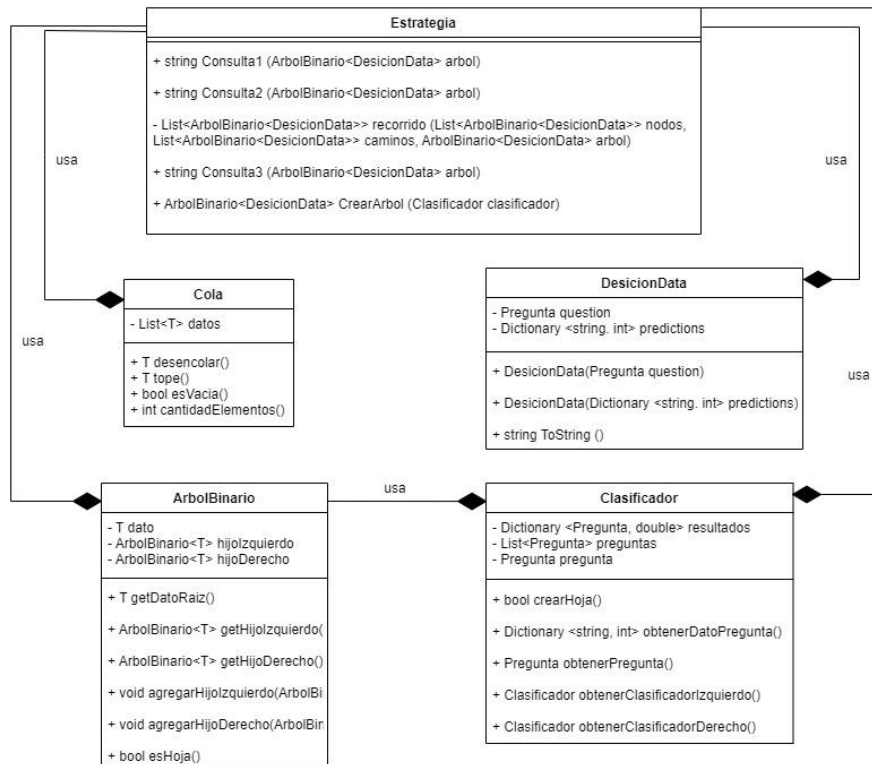 Estrategia
+ string Consulta1 (ArbolBinario<DesicionData> arbol)
+ string Consulta2 (ArbolBinario<DesicionData> arbol)
- List<ArbolBinario<DesicionData>> recorrido (List<ArbolBinario<DesicionData>> nodos,
List<ArbolBinario<DesicionData>> caminos, ArbolBinario<DesicionData> arbol)
+ string Consulta3 (ArbolBinario<DesicionData> arbol)
+ ArbolBinario<DesicionData> CrearArbol (Clasificador clasificador)
usa
usa
Cola
- List<T> datos
+ T desencolar()
+ T tope()
+ bool esVacia()
+ int cantidadElementos()
DesicionData
- Pregunta question
- Dictionary <string. int> predictions
+ DesicionData(Pregunta question)
+ DesicionData(Dictionary <string. int> predictions)
+ string ToString ()
usa
usa
ArbolBinario
- T dato
- ArbolBinario<T> hijoIzquierdo
- ArbolBinario<T> hijoDerecho
+ T getDatoRaiz()
+ ArbolBinario<T> getHijoIzquierdo(
+ ArbolBinario<T> getHijoDerecho()
+ void agregarHijoIzquierdo(ArbolBi
+ void agregarHijoDerecho(ArbolBin
+ bool esHoja()
usa
Clasificador
- Dictionary <Pregunta, double> resultados
- List<Pregunta> preguntas
- Pregunta pregunta
+ bool crearHoja()
+ Dictionary <string, int> obtenerDatoPregunta()
+ Pregunta obtenerPregunta()
+ Clasificador obtenerClasificadorIzquierdo()
+ Clasificador obtenerClasificadorDerecho()